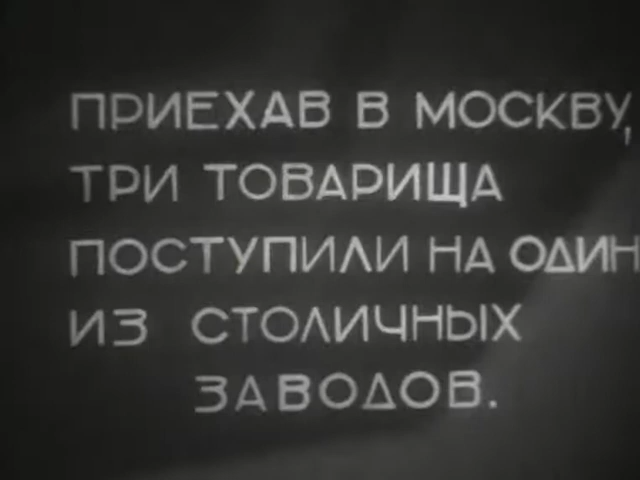 ПРИЕХАВ В МОСКВУ,
ТРИ ТОВАРИЩА
ПОСТУПИЛИ НА ОДИН
ИЗ СТОЛИЧНЫХ
ЗАВОДОВ.